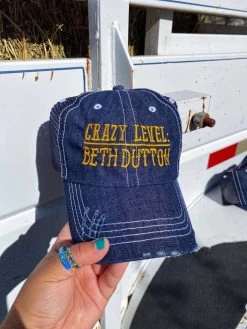 CRAZY LEVEL:
BETH DUTTON